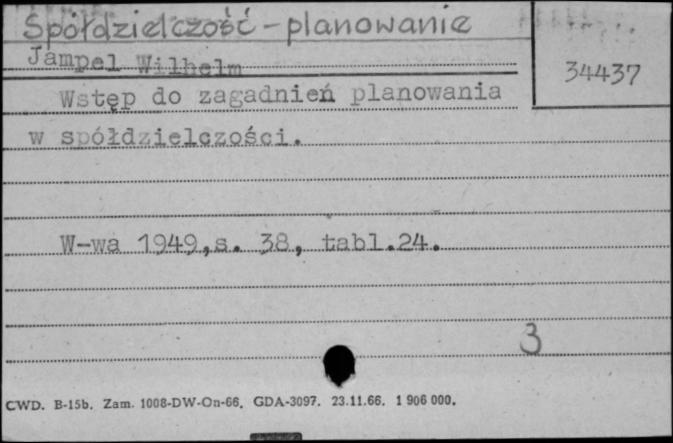 Spółdzielczość - planowanie
Jampel Wilhelm
34437
Wstęp do zagadnień planowania
w spółdzielczości.
W-wa 1949,s. 38, tabl.24.
3
CWD. B-15b. Zam. 1008-DW-On-66. GDA-3097. 23.11.66. 1 906 000.